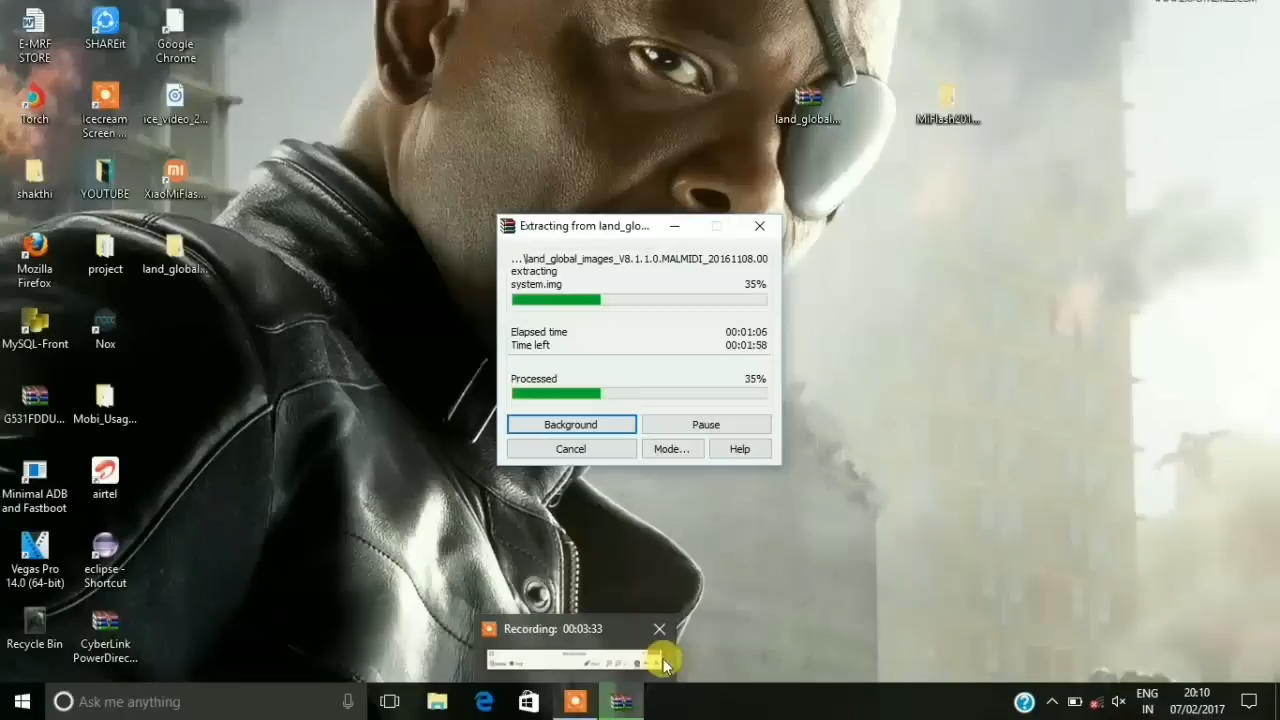 E-MRF
STORE
SHAREit
Google
Chrome
Torch
Icecream
Screen ...
ice_video_2...
shakthi
YOUTUBE
XiaoMiFlas...
Mozilla
Firefox
project
land_global...
MySQL-Front
Nox
G531FDDU...
Mobi_Usag...
Minimal ADB
and Fastboot
airtel
Vegas Pro
14.0 (64-bit)
eclipse -
Shortcut
Recycle Bin
CyberLink
PowerDirec...
land_global...
MiFlash201...
Extracting from land_glo...
...\land_global_images_V8.1.1.0.MALMIDI_20161108.00
extracting
system.img 35%
Elapsed time 00:01:06
Time left 00:01:58
Processed 35%
Background Pause
Cancel Mode... Help
Recording: 00:03:33
Ask me anything
ENG
IN
20:10
07/02/2017